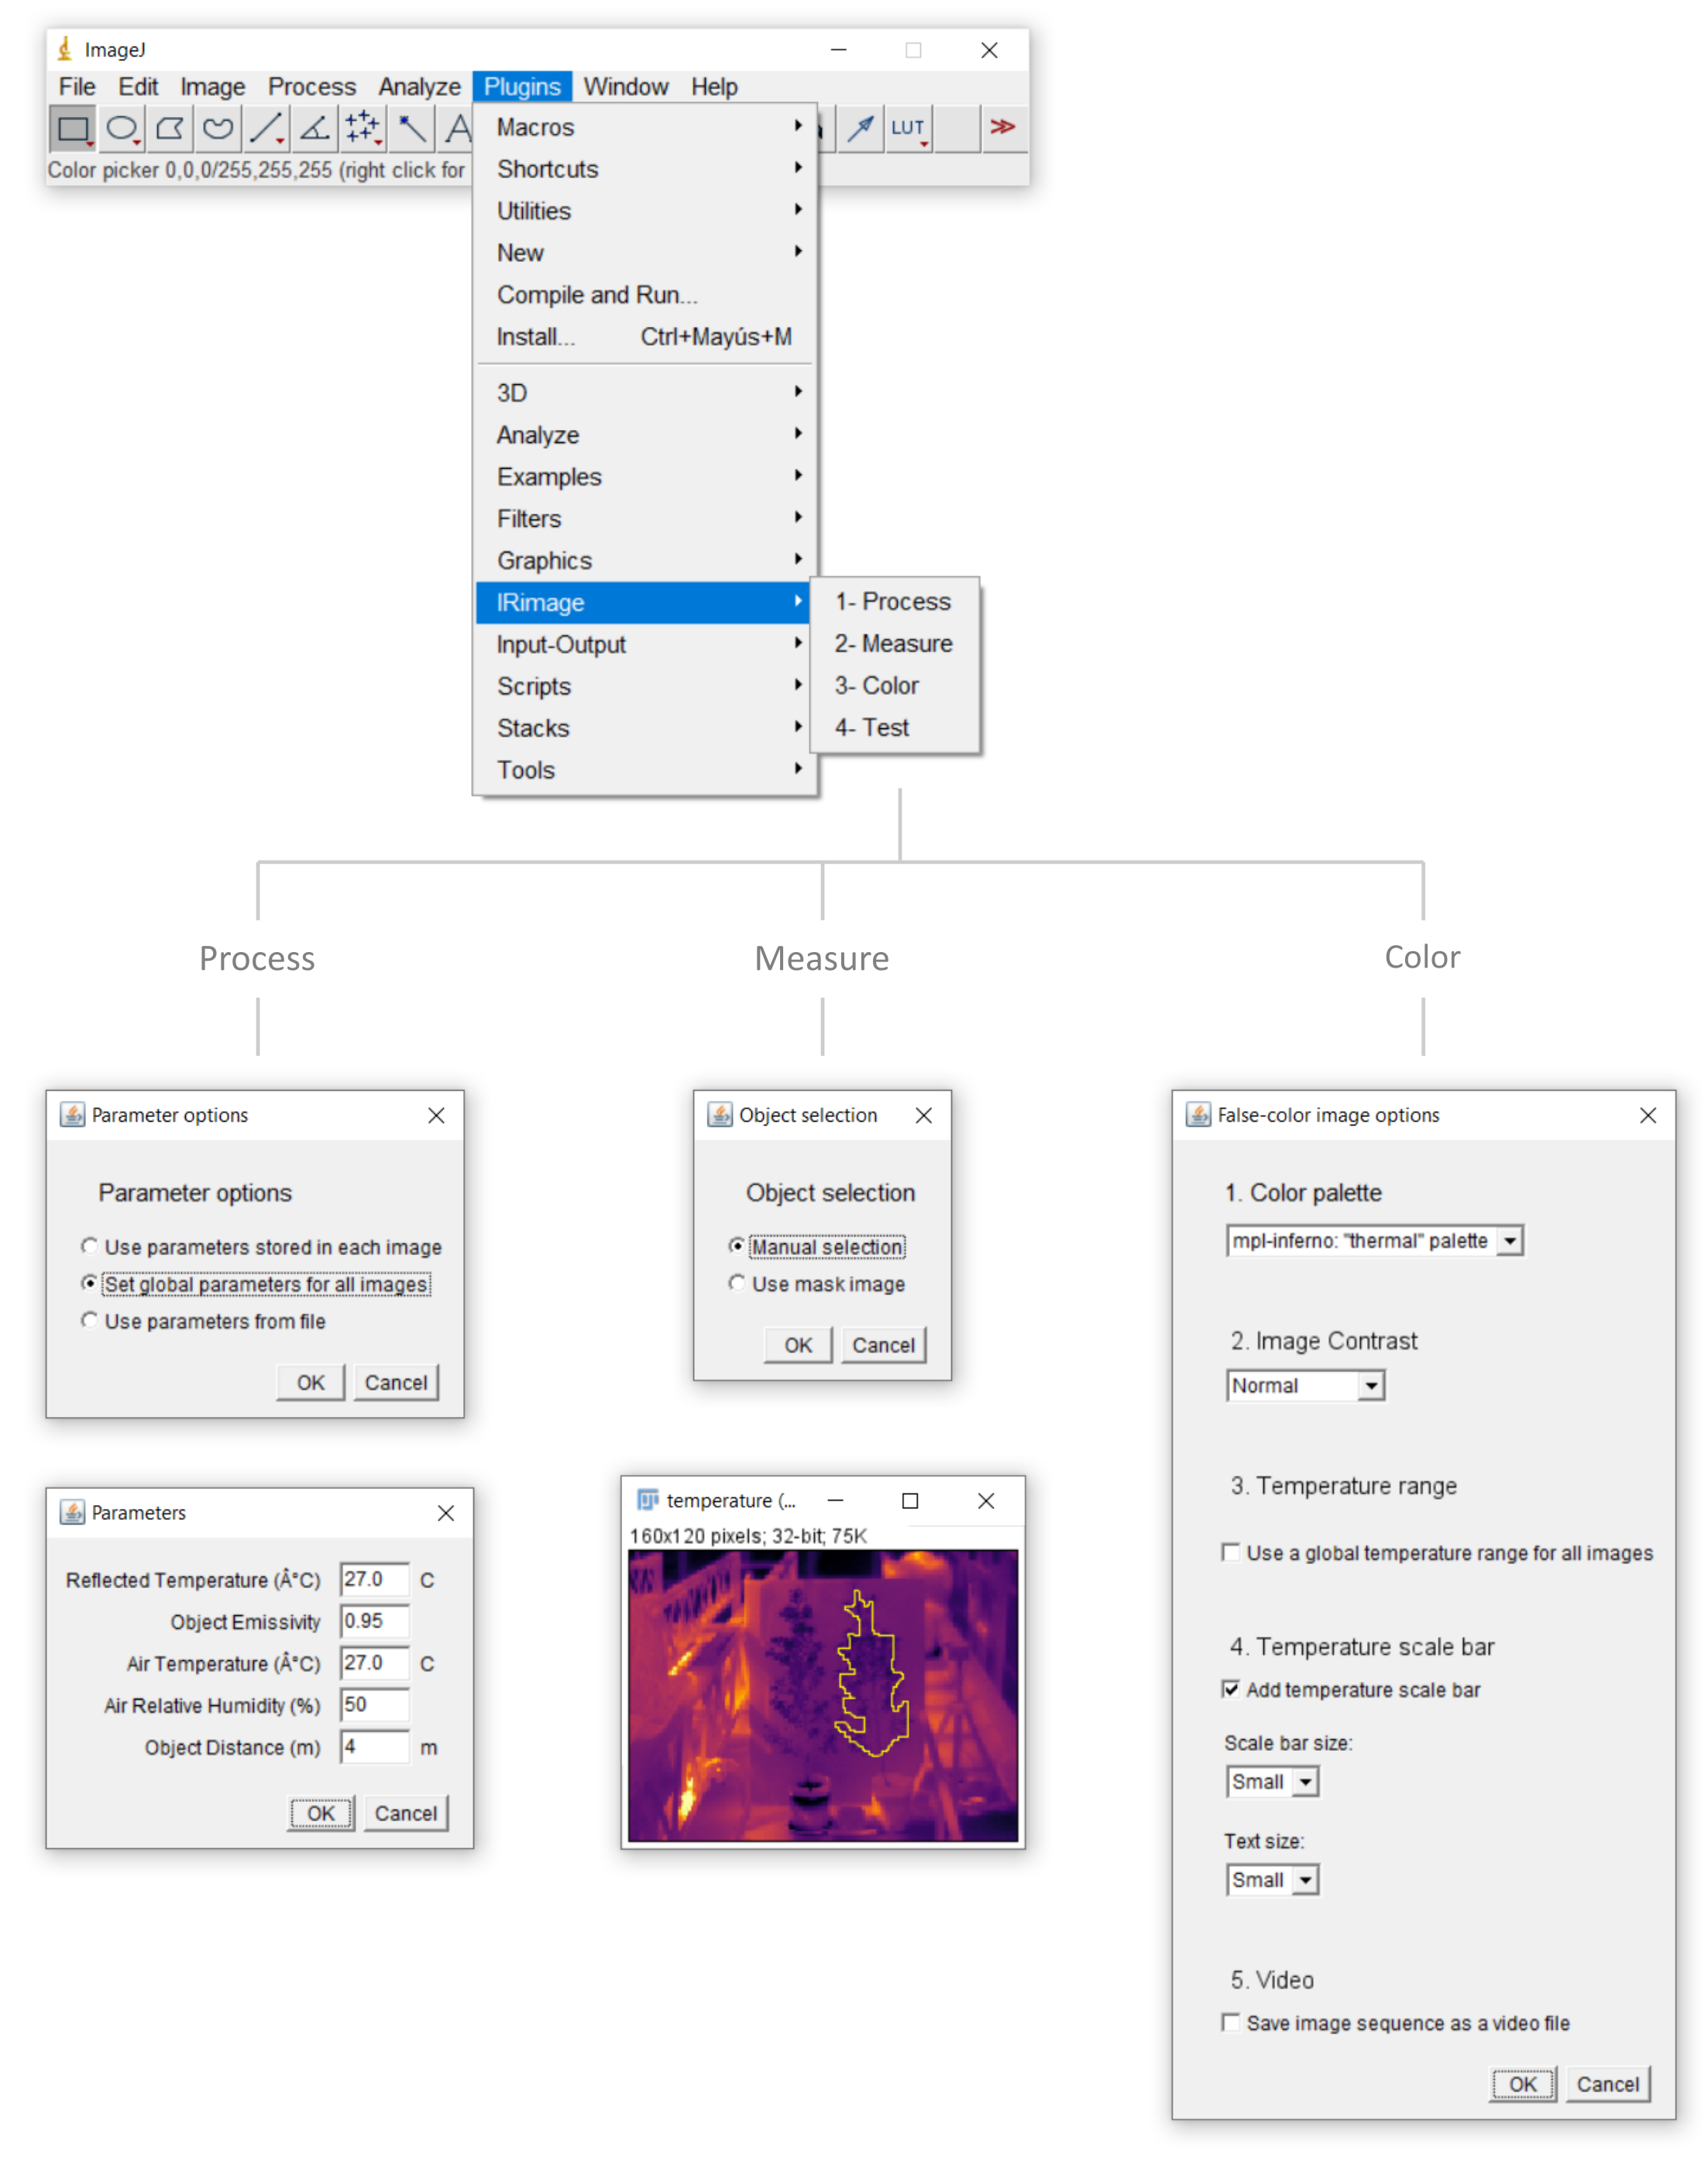 ImageJ
File Edit Image Process Analyze Plugins Window Help
A LUT
Color picker 0,0,0/255,255,255 (right click for
Macros
Shortcuts
Utilities
New
Compile and Run...
Install... Ctrl+Mayús+M
3D
Analyze
Examples
Filters
Graphics
IRimage
Input-Output
Scripts
Stacks
Tools
1- Process
2- Measure
3- Color
4- Test
Process
Measure
Color
Parameter options
Parameter options
Use parameters stored in each image
Set global parameters for all images
Use parameters from file
OK Cancel
Parameters
Reflected Temperature (Â°C) 27.0 C
Object Emissivity 0.95
Air Temperature (Â°C) 27.0 C
Air Relative Humidity (%) 50
Object Distance (m) 4 m
OK Cancel
Object selection
Object selection
Manual selection
Use mask image
OK Cancel
temperature (...
160x120 pixels; 32-bit; 75K
False-color image options
1. Color palette
mpl-inferno: "thermal" palette
2. Image Contrast
Normal
3. Temperature range
Use a global temperature range for all images
4. Temperature scale bar
Add temperature scale bar
Scale bar size:
Small
Text size:
Small
5. Video
Save image sequence as a video file
OK Cancel